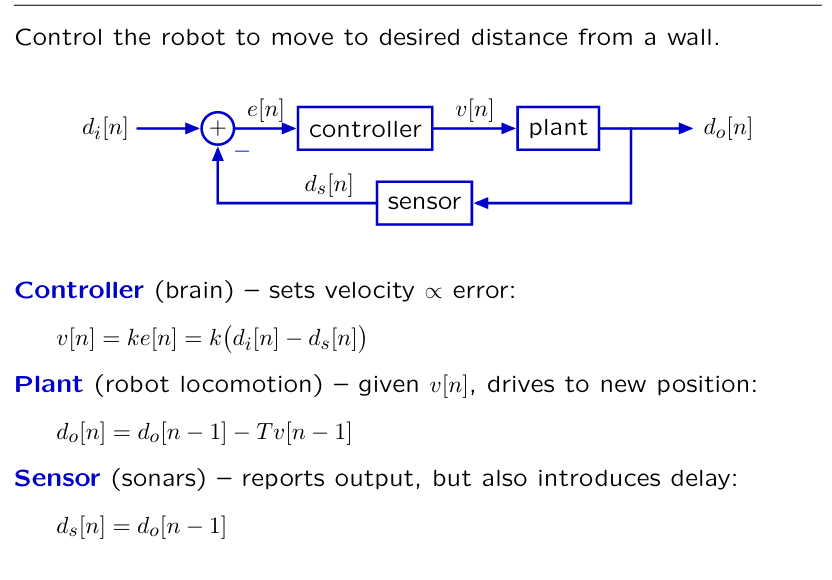 Control the robot to move to desired distance from a wall.
d_i[n] + e[n] controller v[n] plant d_o[n]
−
d_s[n] sensor
Controller (brain) – sets velocity ∝ error:
v[n] = ke[n] = k(d_i[n] − d_s[n])
Plant (robot locomotion) – given v[n], drives to new position:
d_o[n] = d_o[n − 1] − Tv[n − 1]
Sensor (sonars) – reports output, but also introduces delay:
d_s[n] = d_o[n − 1]